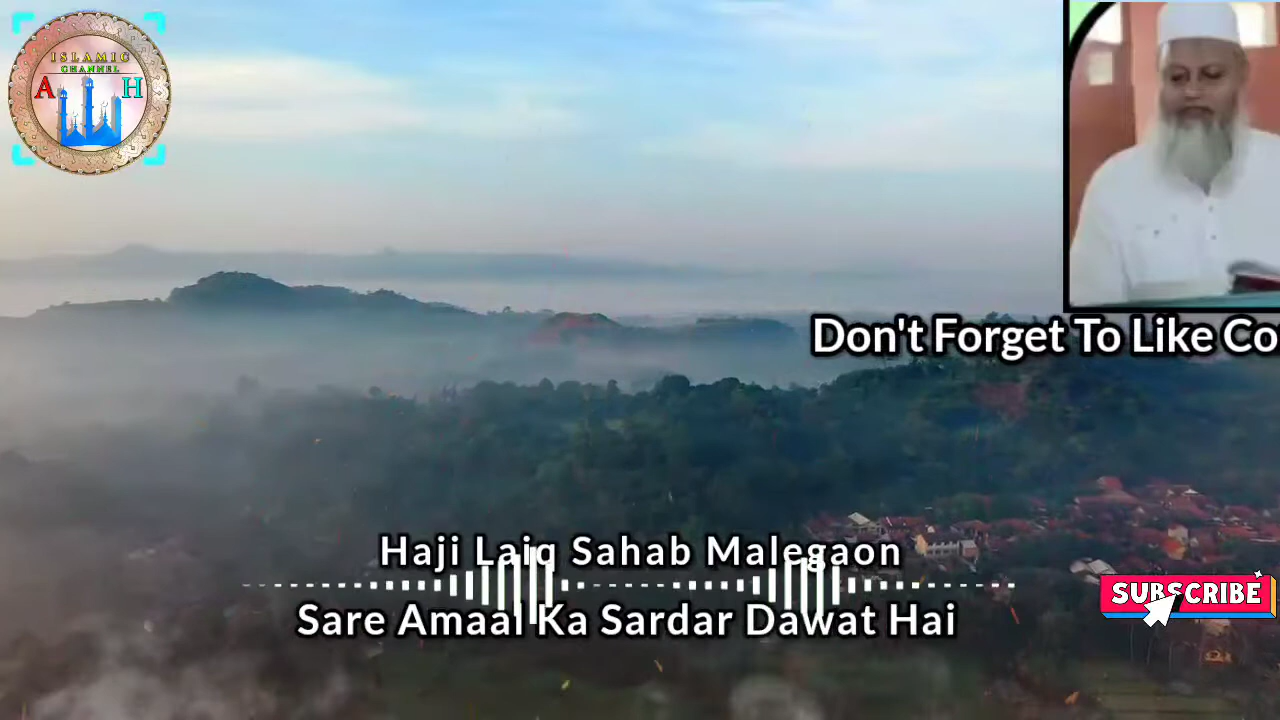 ISLAMIC
CHANNEL
A H
Don't Forget To Like Co
Haji Laiq Sahab Malegaon
Sare Amaal Ka Sardar Dawat Hai
SUBSCRIBE